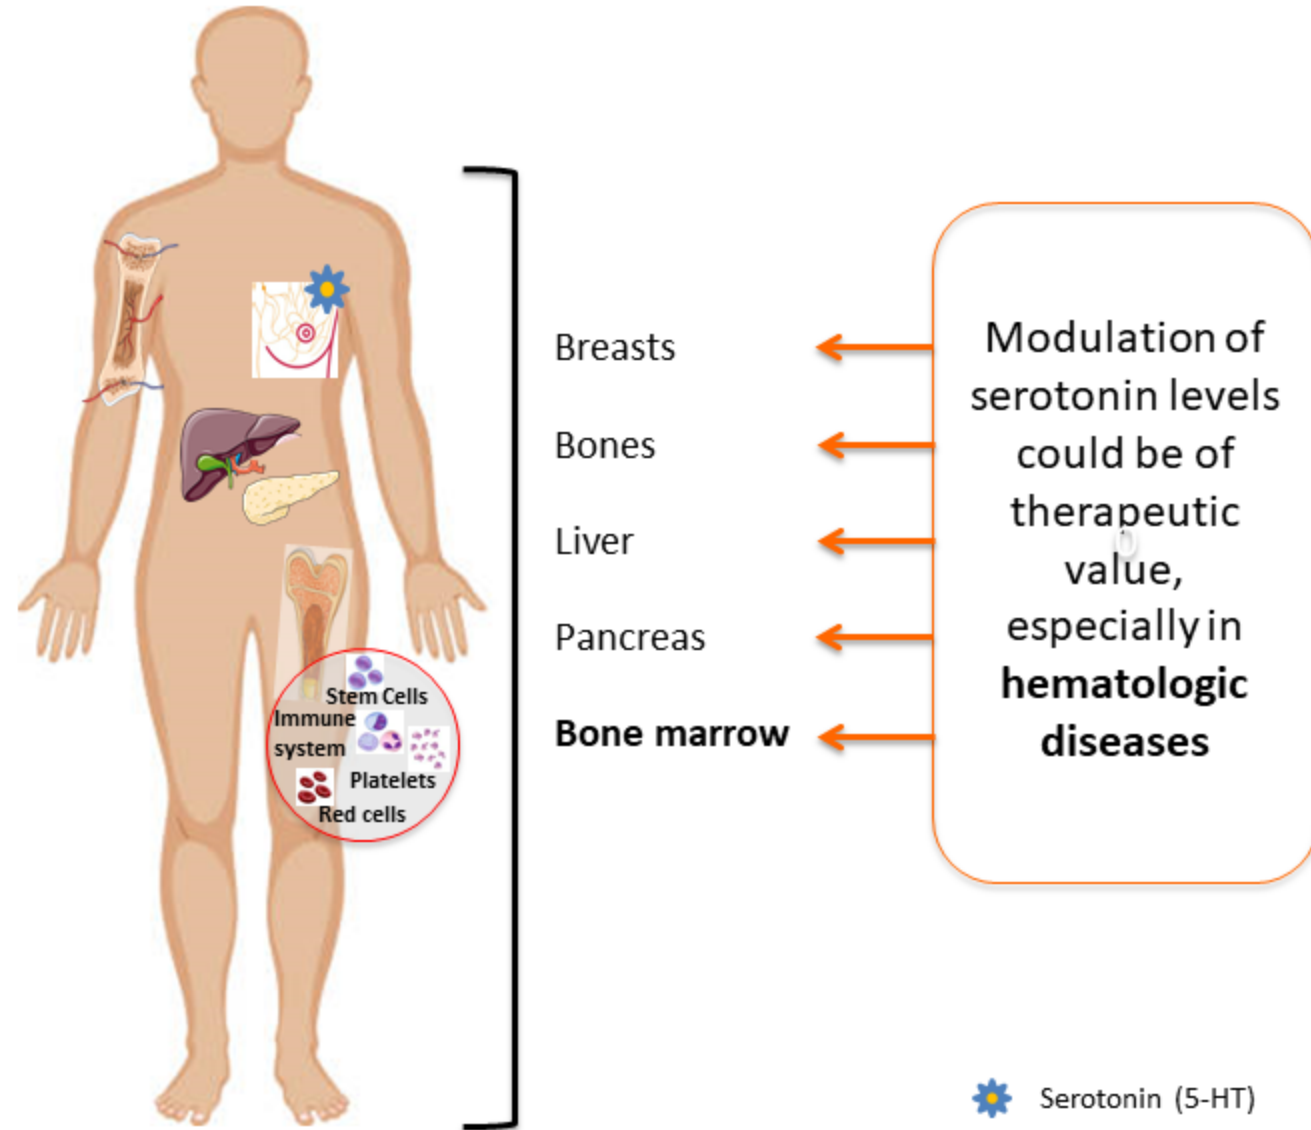 Breasts
Bones
Liver
Pancreas
Bone marrow
Stem Cells
Immune
system
Platelets
Red cells
Modulation of
serotonin levels
could be of
therapeutic
value,
especially in
hematologic
diseases
Serotonin (5-HT)